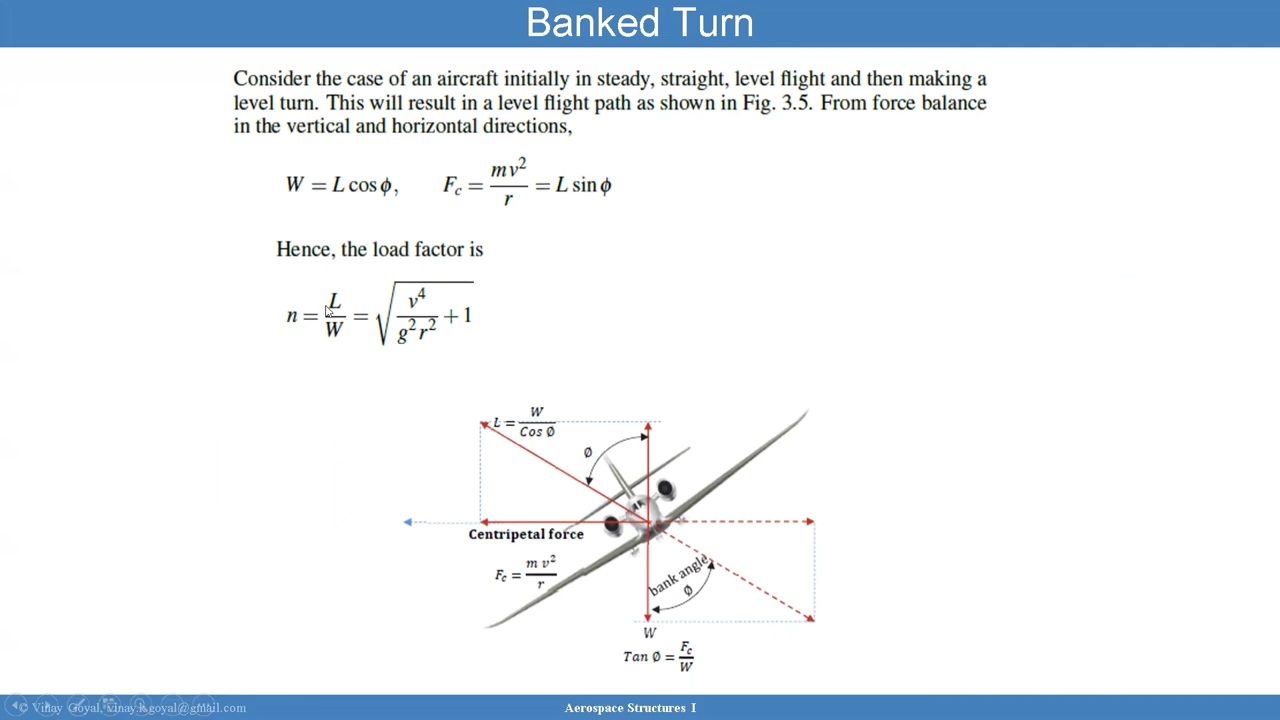 Banked Turn
Consider the case of an aircraft initially in steady, straight, level flight and then making a
level turn. This will result in a level flight path as shown in Fig. 3.5. From force balance
in the vertical and horizontal directions,
W = L cos ϕ, F_c = mv²/r = L sin ϕ
Hence, the load factor is
n = L/W = √(v⁴/(g²r²) + 1)
L = W/Cos Ø
Ø
Centripetal force
F_c = m v²/r
bank angle
Ø
W
Tan Ø = F_c/W
© Vinay Goyal, vinay.k.goyal@gmail.com Aerospace Structures I